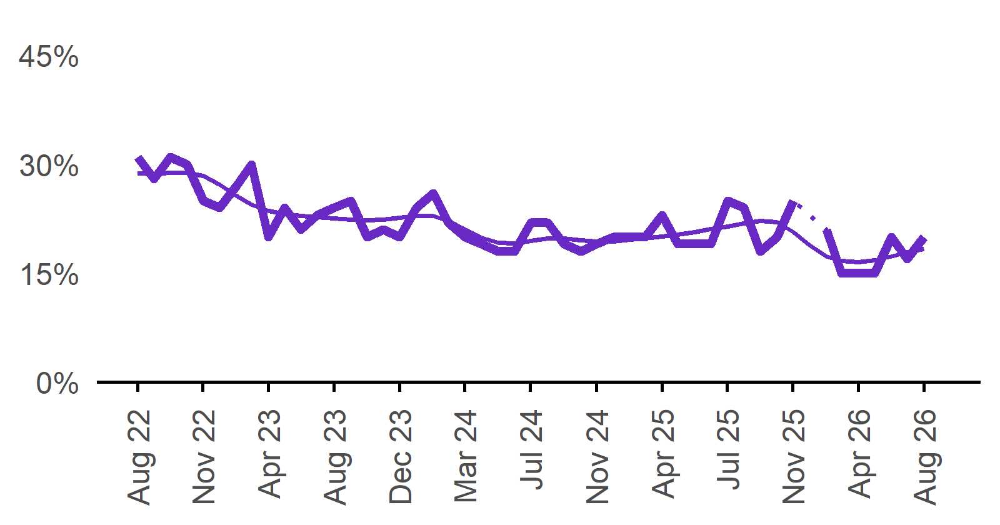 45%
30%
15%
0%
Aug 22
Nov 22
Apr 23
Aug 23
Dec 23
Mar 24
Jul 24
Nov 24
Apr 25
Jul 25
Nov 25
Apr 26
Aug 26